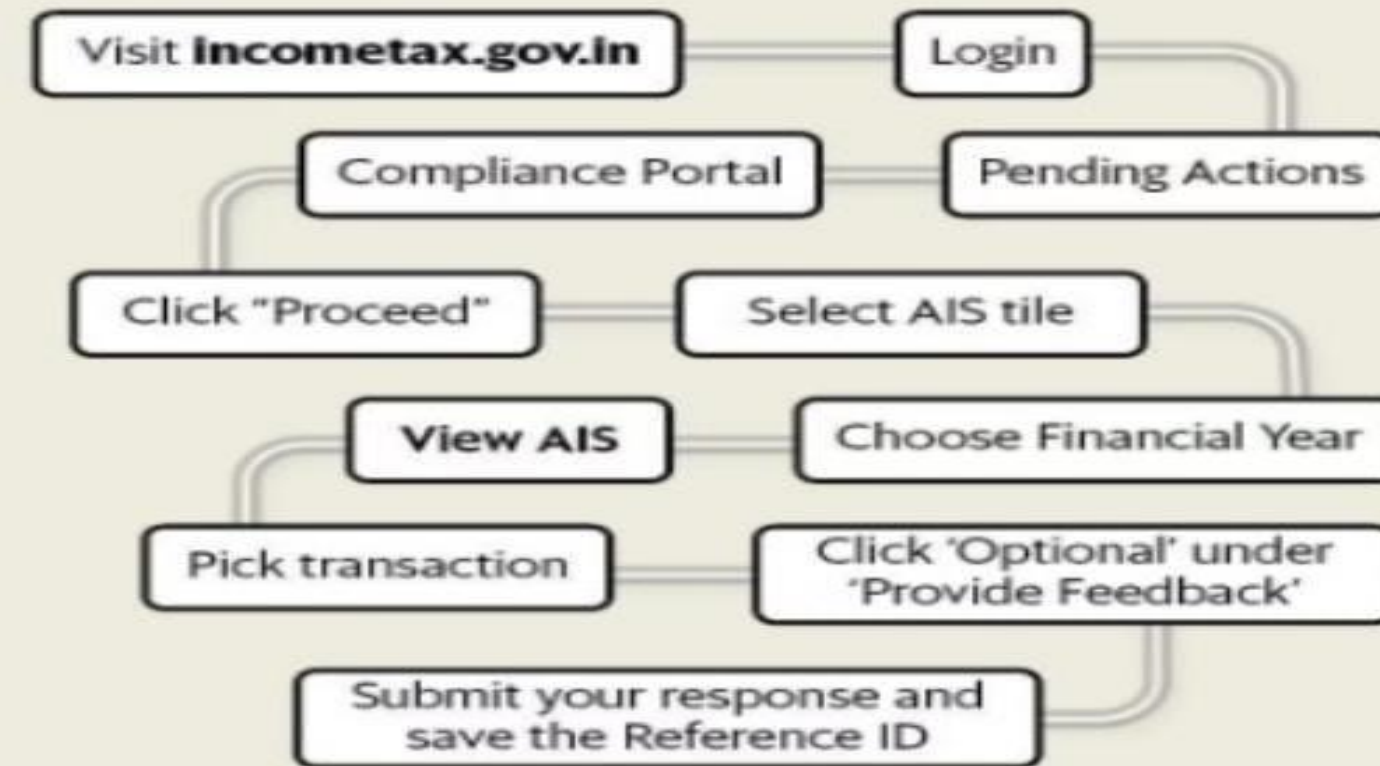 Visit incometax.gov.in
Login
Pending Actions
Compliance Portal
Click "Proceed"
Select AIS tile
Choose Financial Year
View AIS
Pick transaction
Click 'Optional' under
'Provide Feedback'
Submit your response and
save the Reference ID